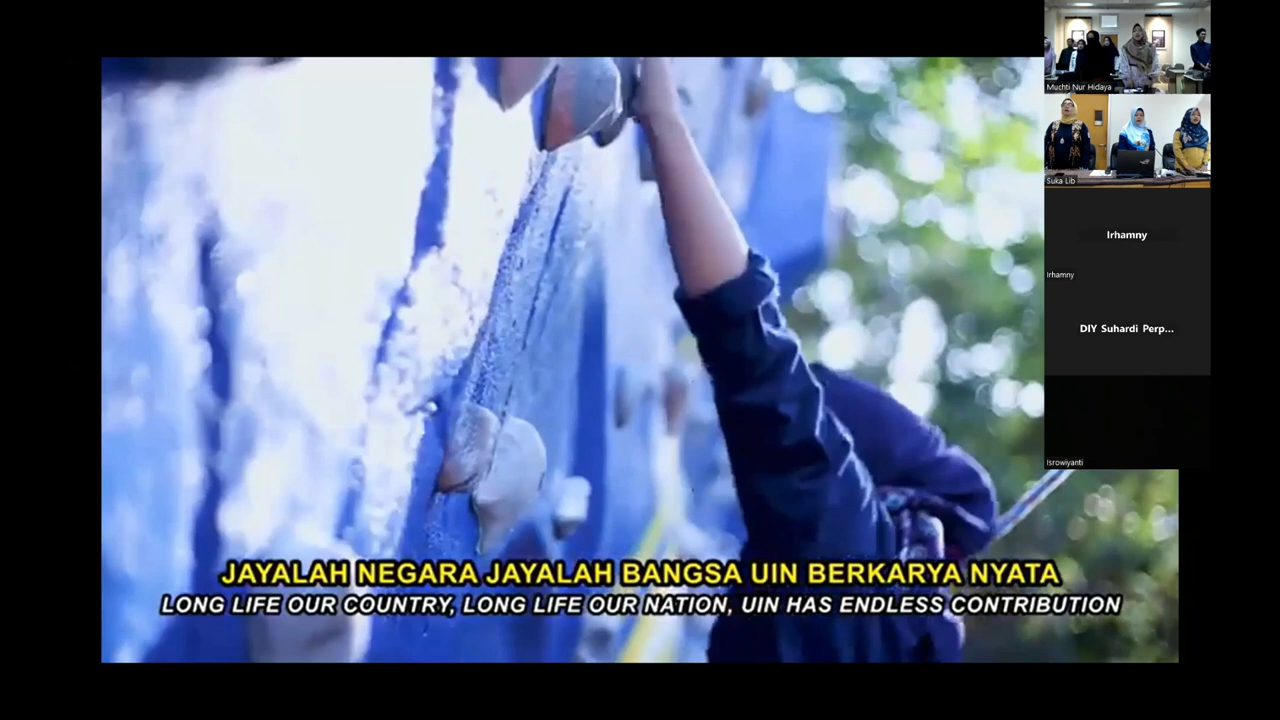 Muchti Nur Hidaya
Suka Lib
Irhamny
Irhamny
DIY Suhardi Perp...
Isrowiyanti
JAYALAH NEGARA JAYALAH BANGSA UIN BERKARYA NYATA
LONG LIFE OUR COUNTRY, LONG LIFE OUR NATION, UIN HAS ENDLESS CONTRIBUTION